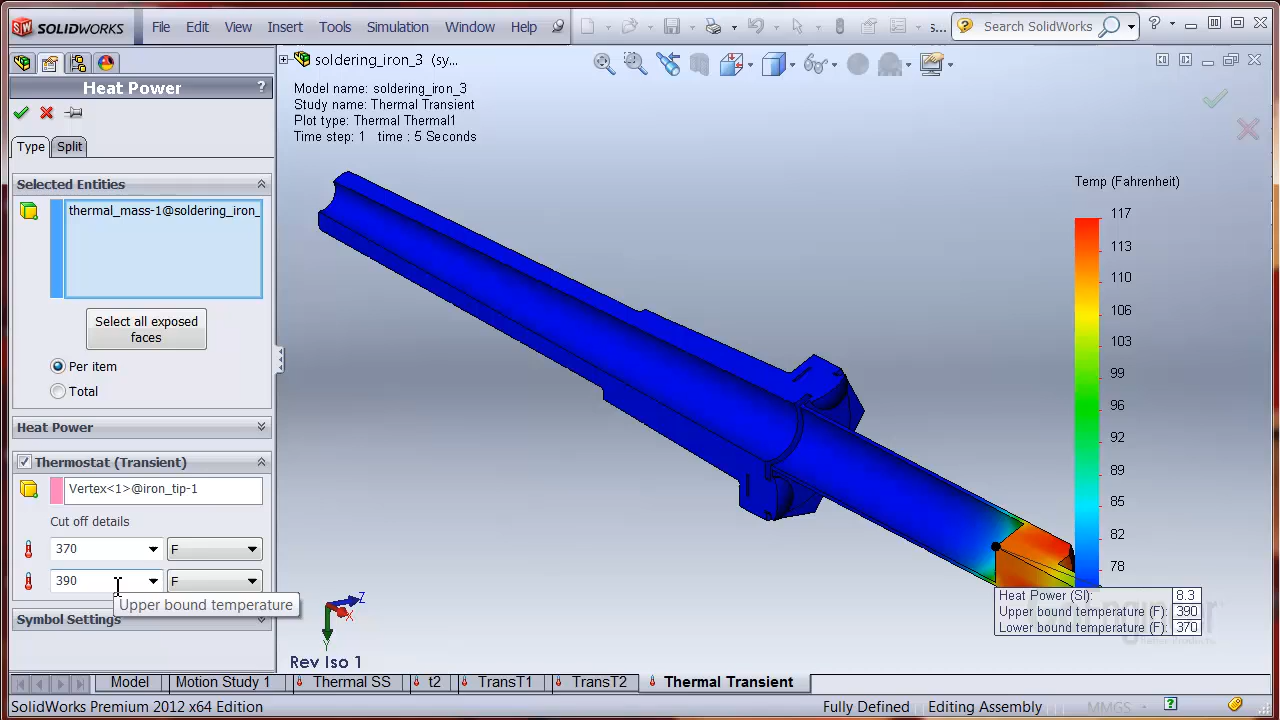 SOLIDWORKS File Edit View Insert Tools Simulation Window Help s... Search SolidWorks ?
Heat Power ?
Type Split
Selected Entities
thermal_mass-1@soldering_iron_
Select all exposed
faces
Per item
Total
Heat Power
Thermostat (Transient)
Vertex<1>@iron_tip-1
Cut off details
370 F
390 F
Upper bound temperature
Symbol Settings
soldering_iron_3 (sy...
Model name: soldering_iron_3
Study name: Thermal Transient
Plot type: Thermal Thermal1
Time step: 1 time : 5 Seconds
Temp (Fahrenheit)
117
113
110
106
103
99
96
92
89
85
82
78
Heat Power (SI): 8.3
Upper bound temperature (F): 390
Lower bound temperature (F): 370
Z
X
Y
Rev Iso 1
Model Motion Study 1 Thermal SS t2 TransT1 TransT2 Thermal Transient
SolidWorks Premium 2012 x64 Edition Fully Defined Editing Assembly MMGS ?